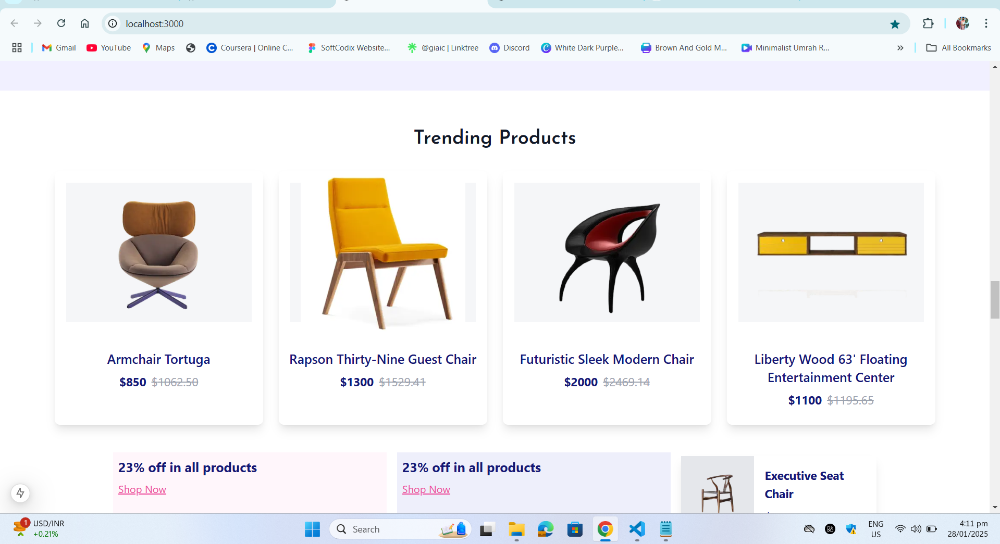 localhost:3000
Gmail
YouTube
Maps
Coursera | Online C...
SoftCodix Website...
@giaic | Linktree
Discord
White Dark Purple...
Brown And Gold M...
Minimalist Umrah R...
»
All Bookmarks
Trending Products
Armchair Tortuga
$850 $1062.50
Rapson Thirty-Nine Guest Chair
$1300 $1529.41
Futuristic Sleek Modern Chair
$2000 $2469.14
Liberty Wood 63' Floating
Entertainment Center
$1100 $1195.65
23% off in all products
Shop Now
23% off in all products
Shop Now
Executive Seat
Chair
1
USD/INR
+0.21%
Search
ENG
US
4:11 pm
28/01/2025